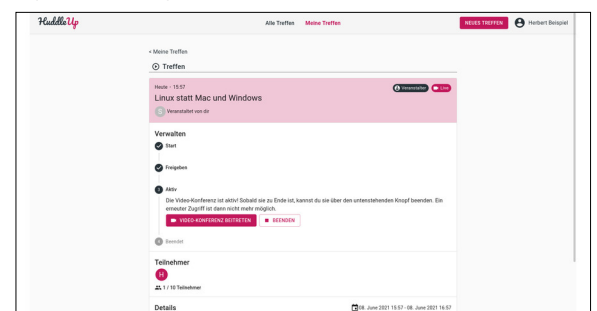 HuddleUp
Alle Treffen Meine Treffen
NEUES TREFFEN Herbert Beispiel
< Meine Treffen
Treffen
Heute - 15:57
Veranstalter Live
Linux statt Mac und Windows
Veranstaltet von dir
Verwalten
Start
Freigeben
3 Aktiv
Die Video-Konferenz ist aktiv! Sobald sie zu Ende ist, kannst du sie über den untenstehenden Knopf beenden. Ein
erneuter Zugriff ist dann nicht mehr möglich.
VIDEO-KONFERENZ BEITRETEN BEENDEN
4 Beendet
Teilnehmer
H
1 / 10 Teilnehmer
Details 08. June 2021 15:57 - 08. June 2021 16:57